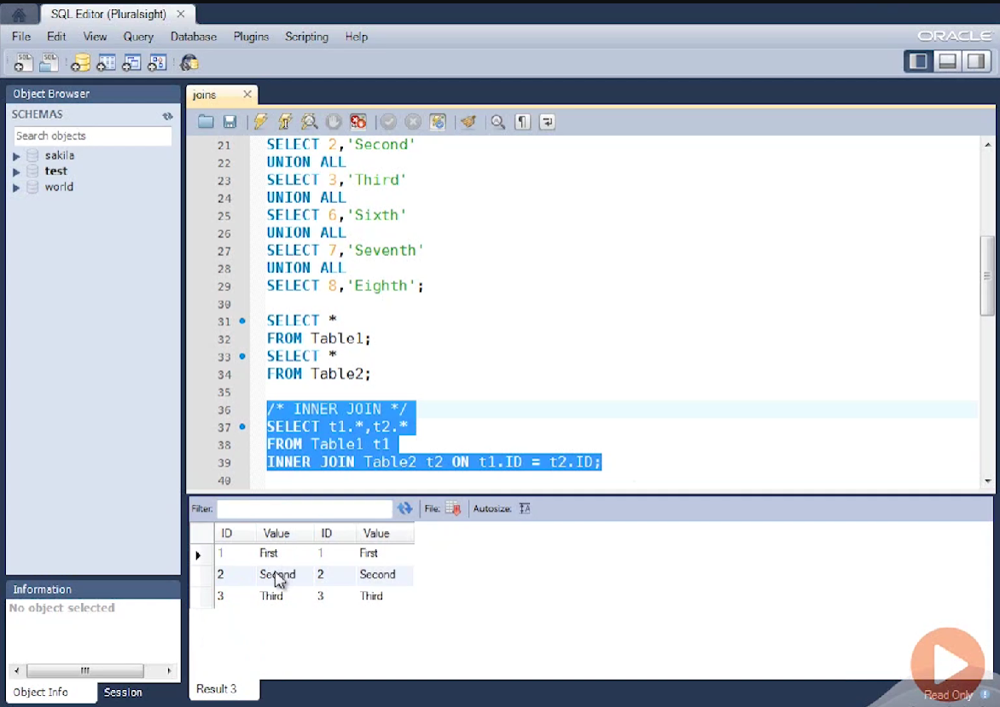 SQL Editor (Pluralsight) ×
File Edit View Query Database Plugins Scripting Help
ORACLE
SQL SQL
Object Browser
SCHEMAS
Search objects
sakila
test
world
joins ×
21 SELECT 2,'Second'
22 UNION ALL
23 SELECT 3,'Third'
24 UNION ALL
25 SELECT 6,'Sixth'
26 UNION ALL
27 SELECT 7,'Seventh'
28 UNION ALL
29 SELECT 8,'Eighth';
30
31 SELECT *
32 FROM Table1;
33 SELECT *
34 FROM Table2;
35
36 /* INNER JOIN */
37 SELECT t1.*,t2.*
38 FROM Table1 t1
39 INNER JOIN Table2 t2 ON t1.ID = t2.ID;
40
Filter: File: Autosize:
ID Value ID Value
1 First 1 First
2 Second 2 Second
3 Third 3 Third
Result 3
Information
No object selected
Object Info Session
Read Only